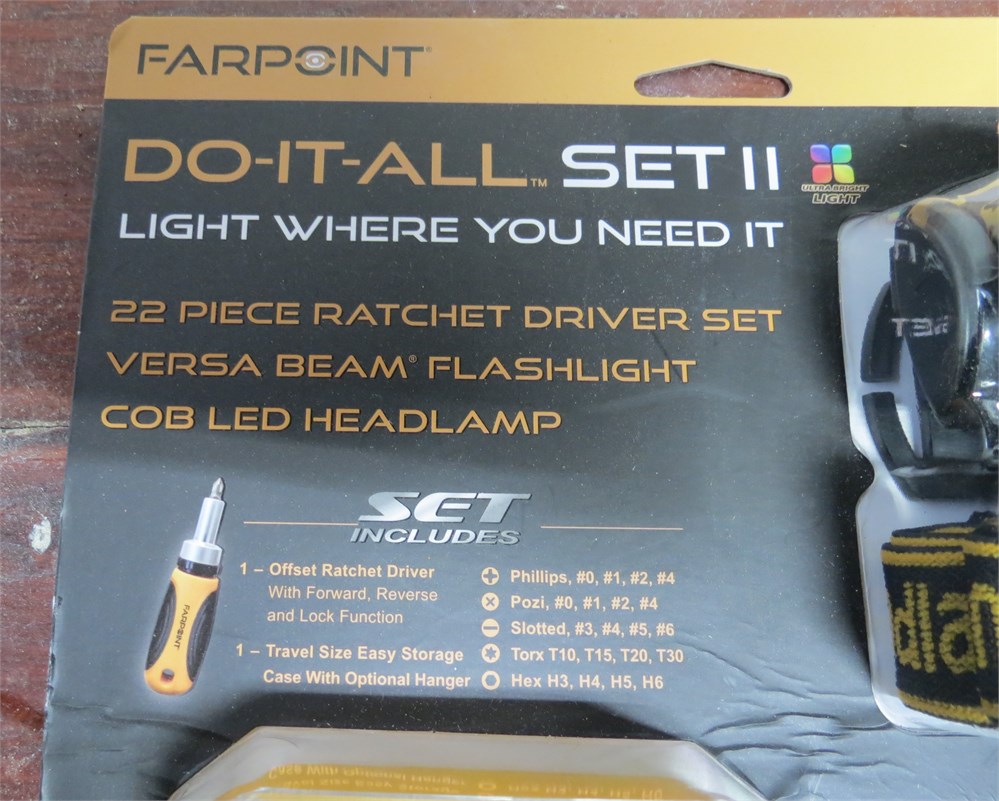 FARPOINT®
DO-IT-ALL™ SET II
ULTRA BRIGHT
LIGHT
LIGHT WHERE YOU NEED IT
22 PIECE RATCHET DRIVER SET
VERSA BEAM® FLASHLIGHT
COB LED HEADLAMP
SET
INCLUDES
FARPOINT
1 – Offset Ratchet Driver
With Forward, Reverse
and Lock Function
1 – Travel Size Easy Storage
Case With Optional Hanger
Phillips, #0, #1, #2, #4
Pozi, #0, #1, #2, #4
Slotted, #3, #4, #5, #6
Torx T10, T15, T20, T30
Hex H3, H4, H5, H6